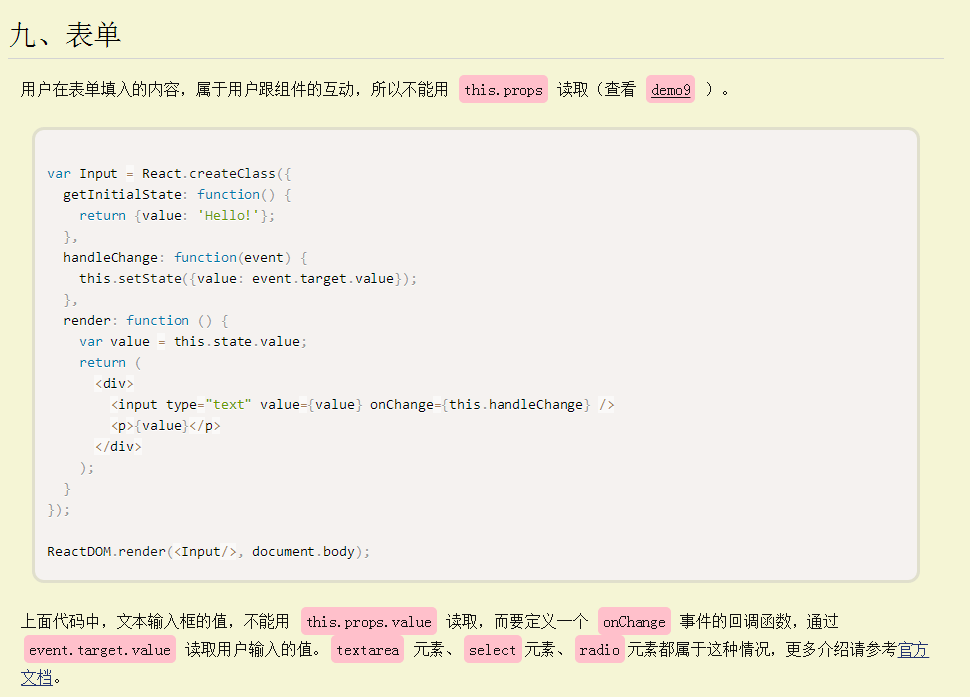 九、表单
用户在表单填入的内容，属于用户跟组件的互动，所以不能用 this.props 读取（查看 demo9 ）。
var Input = React.createClass({
  getInitialState: function() {
    return {value: 'Hello!'};
  },
  handleChange: function(event) {
    this.setState({value: event.target.value});
  },
  render: function () {
    var value = this.state.value;
    return (
      <div>
        <input type="text" value={value} onChange={this.handleChange} />
        <p>{value}</p>
      </div>
    );
  }
});
ReactDOM.render(<Input/>, document.body);
上面代码中，文本输入框的值，不能用 this.props.value 读取，而要定义一个 onChange 事件的回调函数，通过
event.target.value 读取用户输入的值。 textarea 元素、 select 元素、 radio 元素都属于这种情况，更多介绍请参考官方
文档。